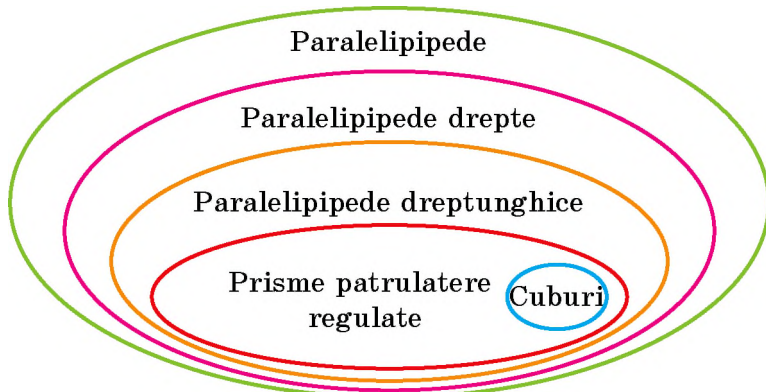 Paralelipipede
Paralelipipede drepte
Paralelipipede dreptunghice
Prisme patrulatere
regulate
Cuburi